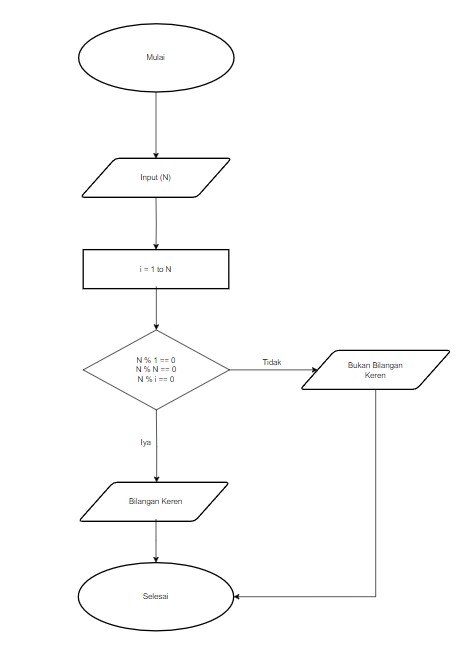 Mulai
Input (N)
i = 1 to N
N % 1 == 0
N % N == 0
N % i == 0
Tidak
Bukan Bilangan
Keren
Iya
Bilangan Keren
Selesai